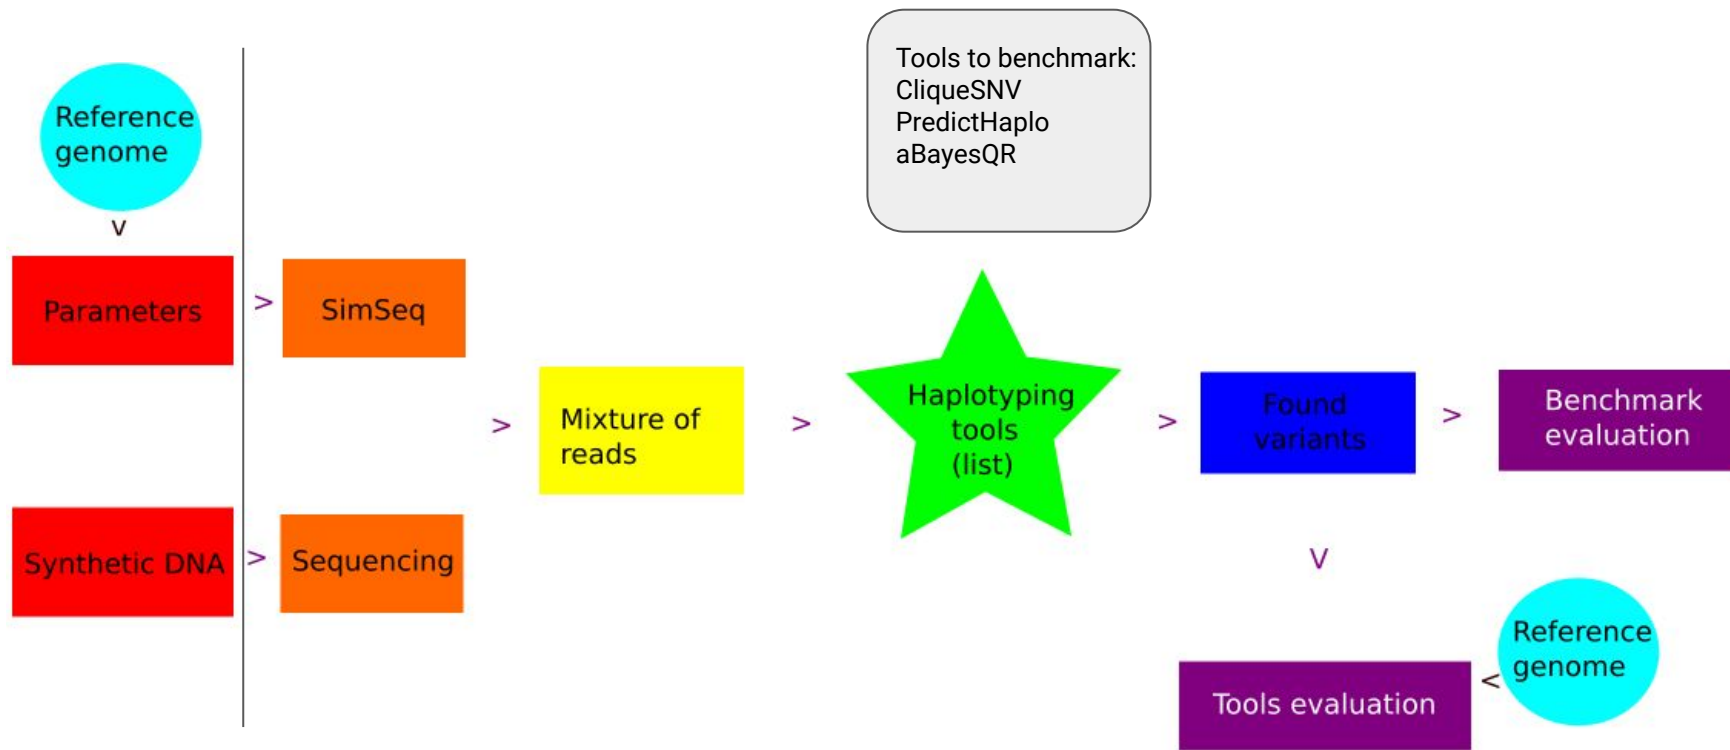 Tools to benchmark:
CliqueSNV
PredictHaplo
aBayesQR
Reference
genome
v
Parameters
>
SimSeq
Synthetic DNA
>
Sequencing
>
Mixture of
reads
>
Haplotyping
tools
(list)
>
Found
variants
>
Benchmark
evaluation
V
Tools evaluation
<
Reference
genome